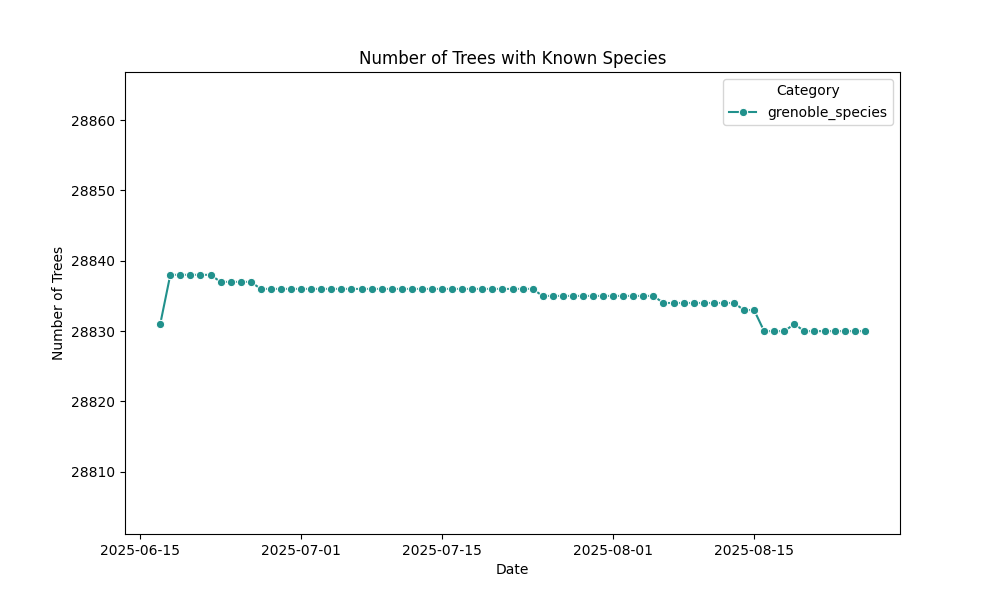 Number of Trees with Known Species
Category
grenoble_species
28860
28850
28840
28830
28820
28810
Number of Trees
2025-06-15
2025-07-01
2025-07-15
2025-08-01
2025-08-15
Date